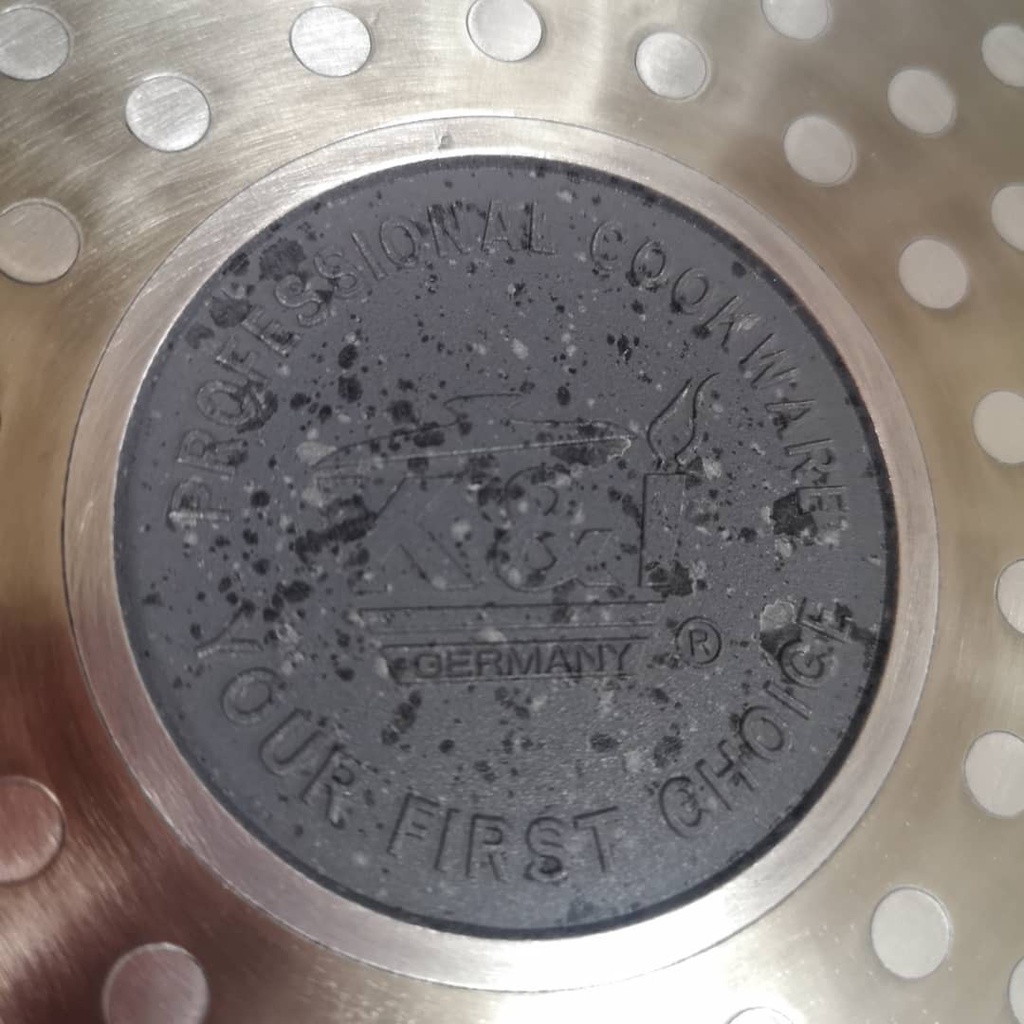 PROFESSIONAL COOKWARE
K&
GERMANY ®
YOUR FIRST CHOICE